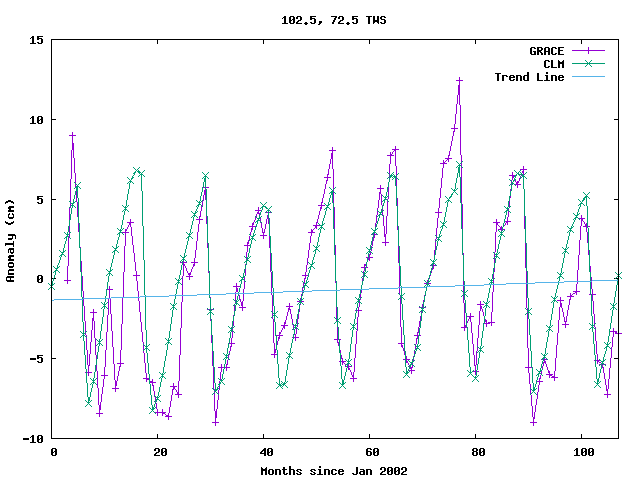 102.5, 72.5 TWS
GRACE
CLM
Trend Line
15
10
5
0
-5
-10
Anomaly (cm)
0 20 40 60 80 100
Months since Jan 2002